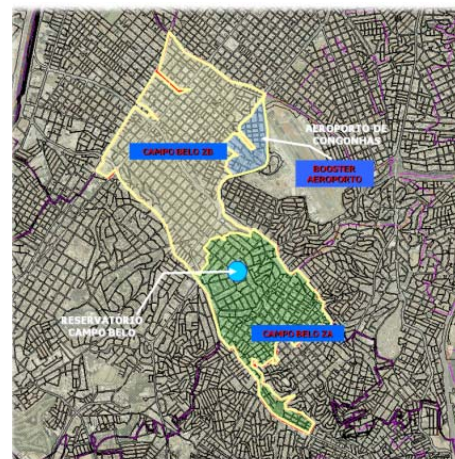 AEROPORTO DE
CONGONHAS
CAMPO BELO ZB
BOOSTER
AEROPORTO
RESERVATÓRIO
CAMPO BELO
CAMPO BELO ZA